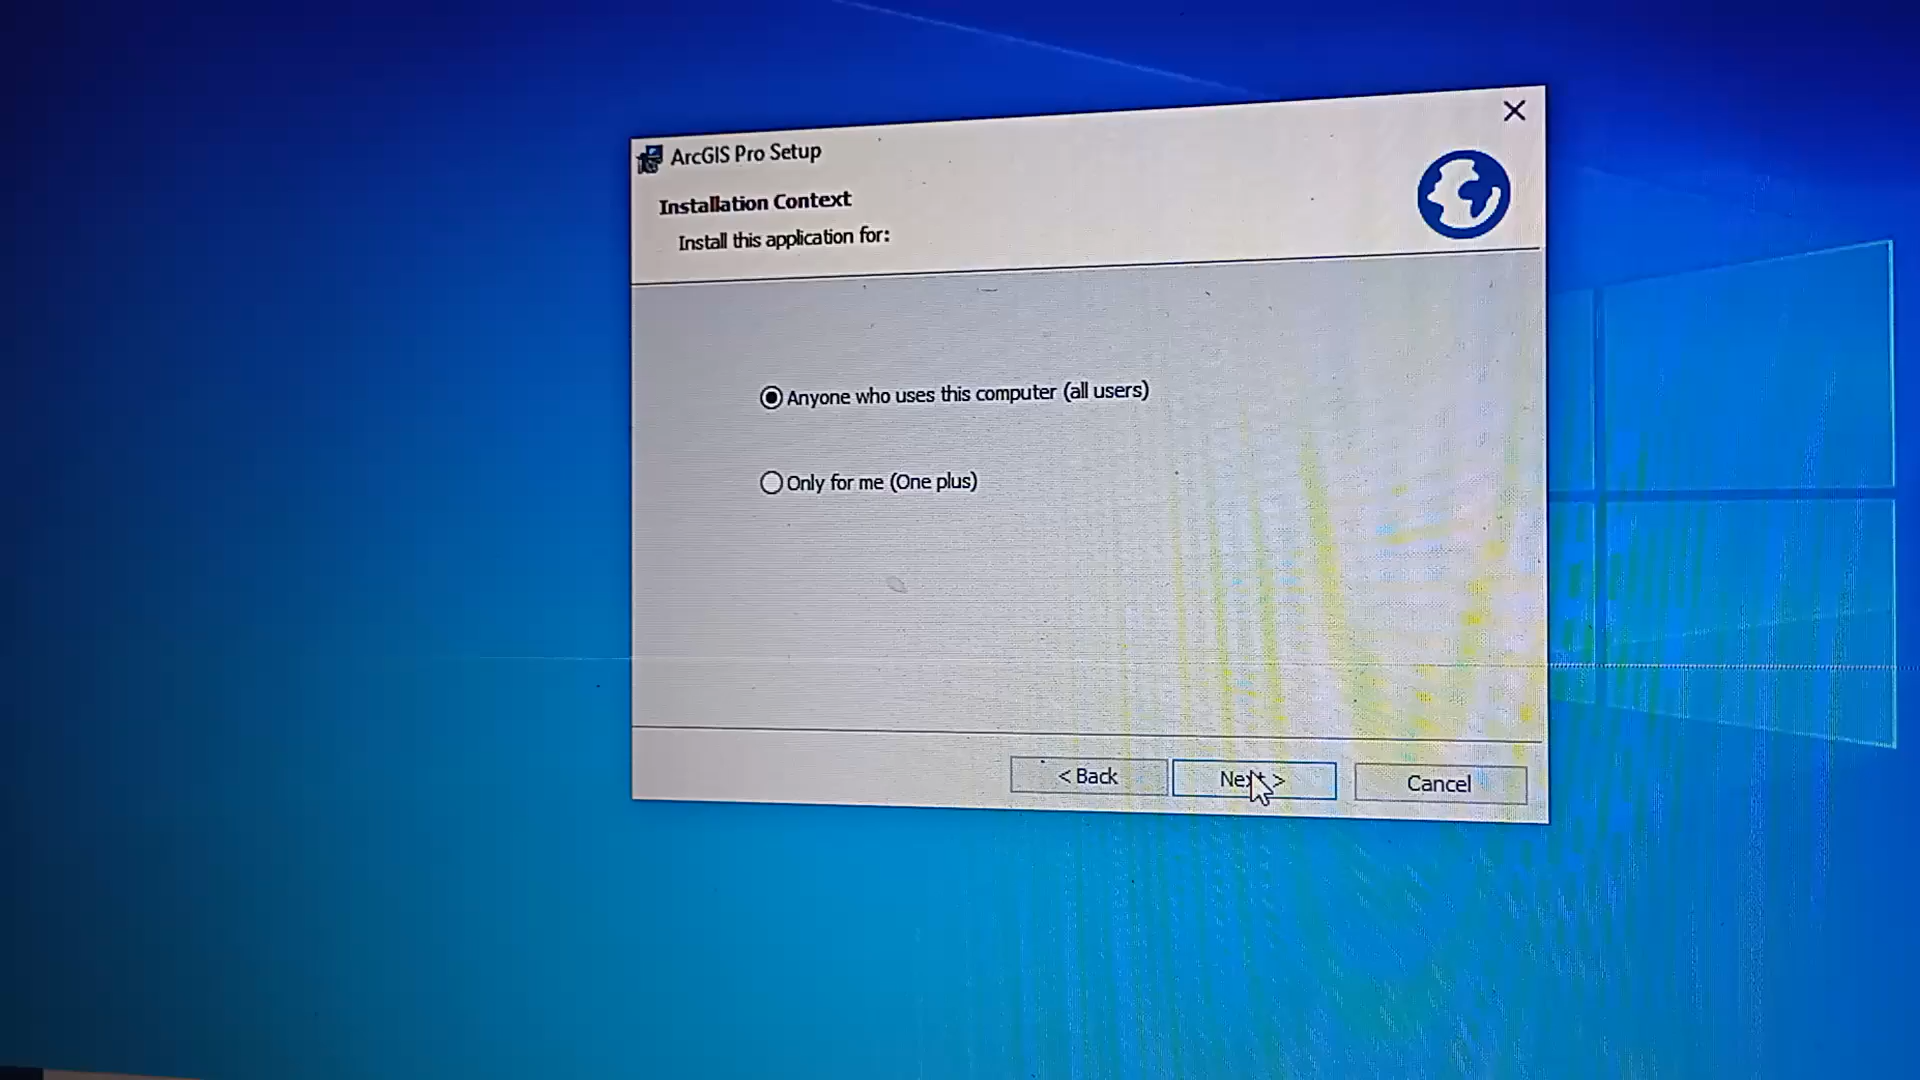 ArcGIS Pro Setup
Installation Context
Install this application for:
Anyone who uses this computer (all users)
Only for me (One plus)
< Back
Next >
Cancel